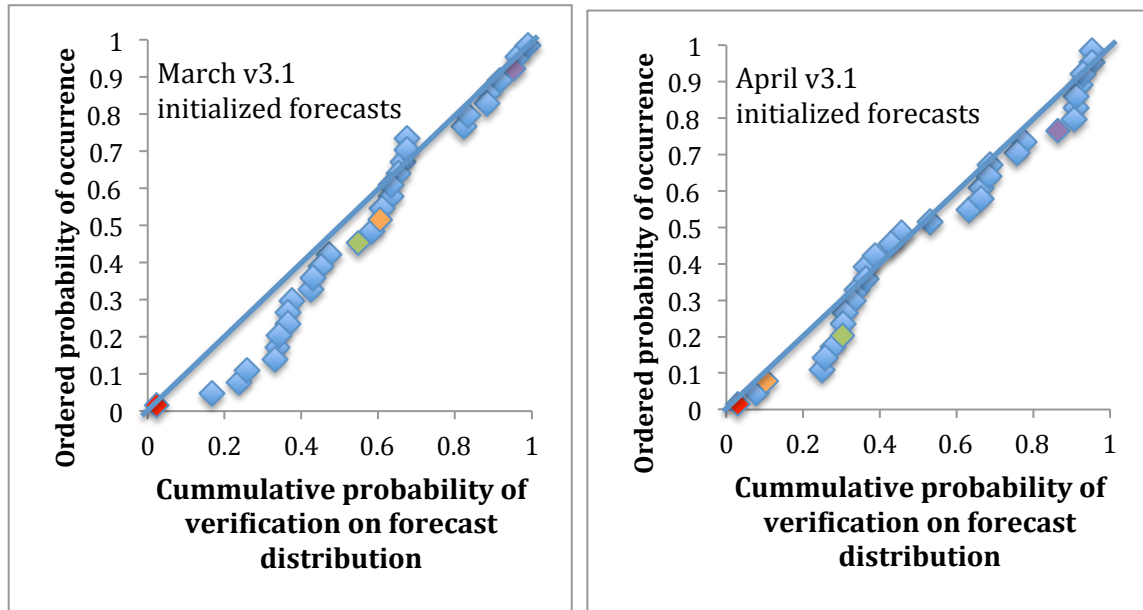 Ordered probability of occurrence
1
0.9
0.8
0.7
0.6
0.5
0.4
0.3
0.2
0.1
0
March v3.1
initialized forecasts
0 0.2 0.4 0.6 0.8 1
Cummulative probability of
verification on forecast
distribution
Ordered probability of occurrence
1
0.9
0.8
0.7
0.6
0.5
0.4
0.3
0.2
0.1
0
April v3.1
initialized forecasts
0 0.2 0.4 0.6 0.8 1
Cummulative probability of
verification on forecast
distribution